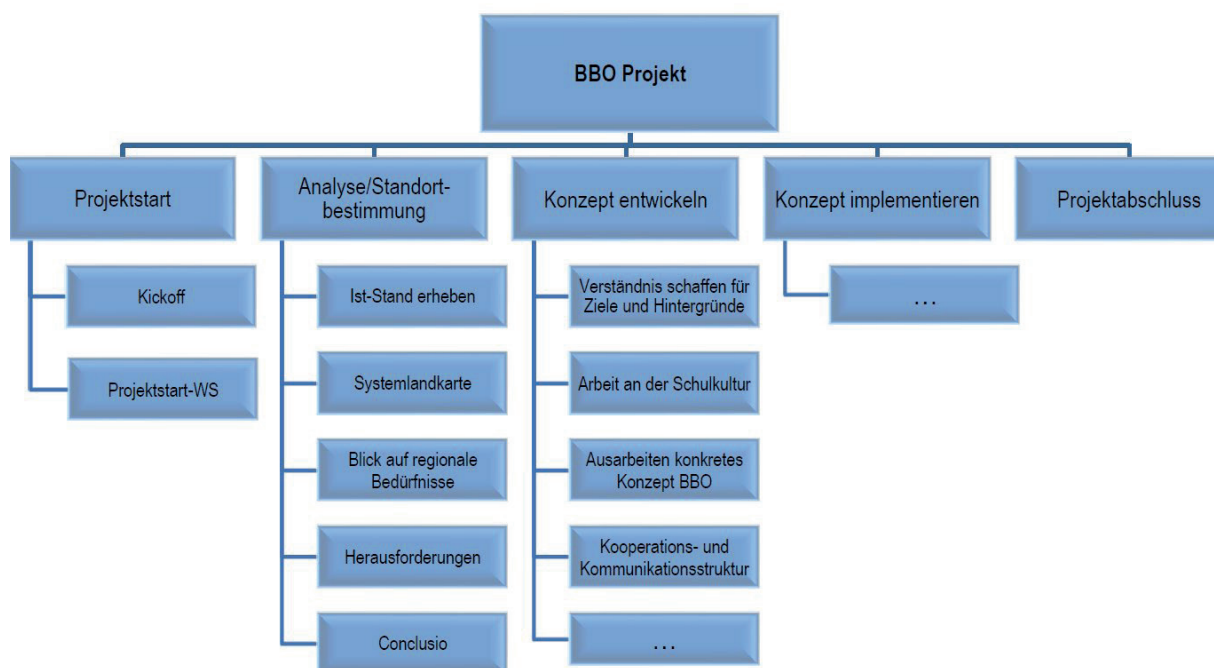 BBO Projekt
Projektstart
Analyse/Standort-
bestimmung
Konzept entwickeln
Konzept implementieren
Projektabschluss
Kickoff
Projektstart-WS
Ist-Stand erheben
Systemlandkarte
Blick auf regionale
Bedürfnisse
Herausforderungen
Conclusio
Verständnis schaffen für
Ziele und Hintergründe
Arbeit an der Schulkultur
Ausarbeiten konkretes
Konzept BBO
Kooperations- und
Kommunikationsstruktur
...
...